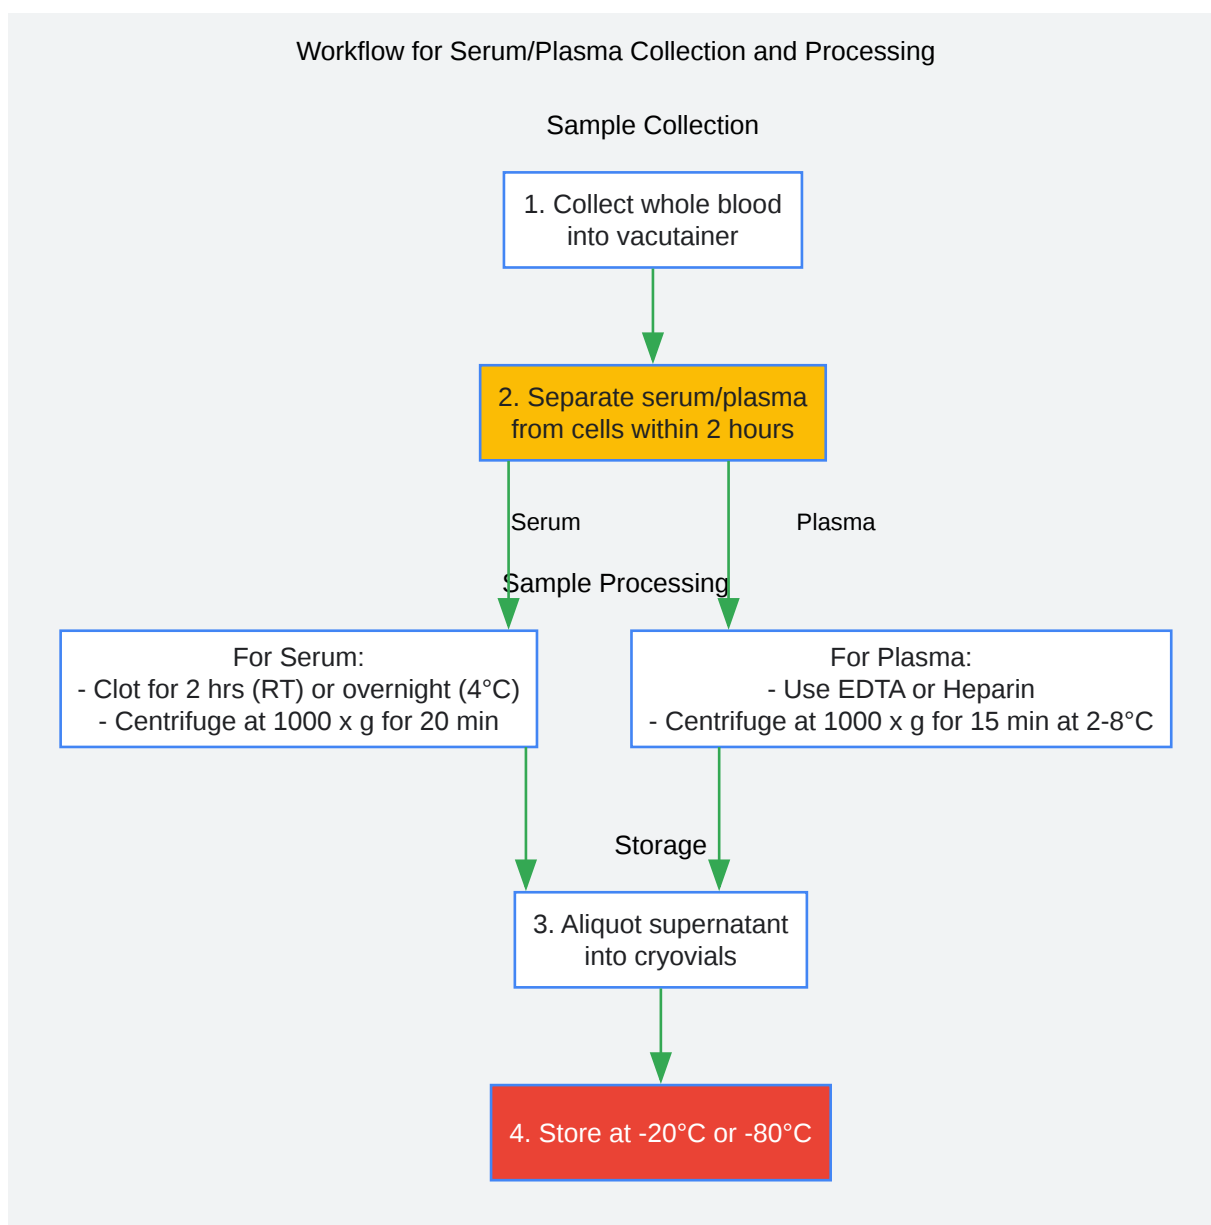 Workflow for Serum/Plasma Collection and Processing
Sample Collection
1. Collect whole blood
into vacutainer
2. Separate serum/plasma
from cells within 2 hours
Serum
Plasma
Sample Processing
For Serum:
- Clot for 2 hrs (RT) or overnight (4°C)
- Centrifuge at 1000 x g for 20 min
For Plasma:
- Use EDTA or Heparin
- Centrifuge at 1000 x g for 15 min at 2-8°C
Storage
3. Aliquot supernatant
into cryovials
4. Store at -20°C or -80°C